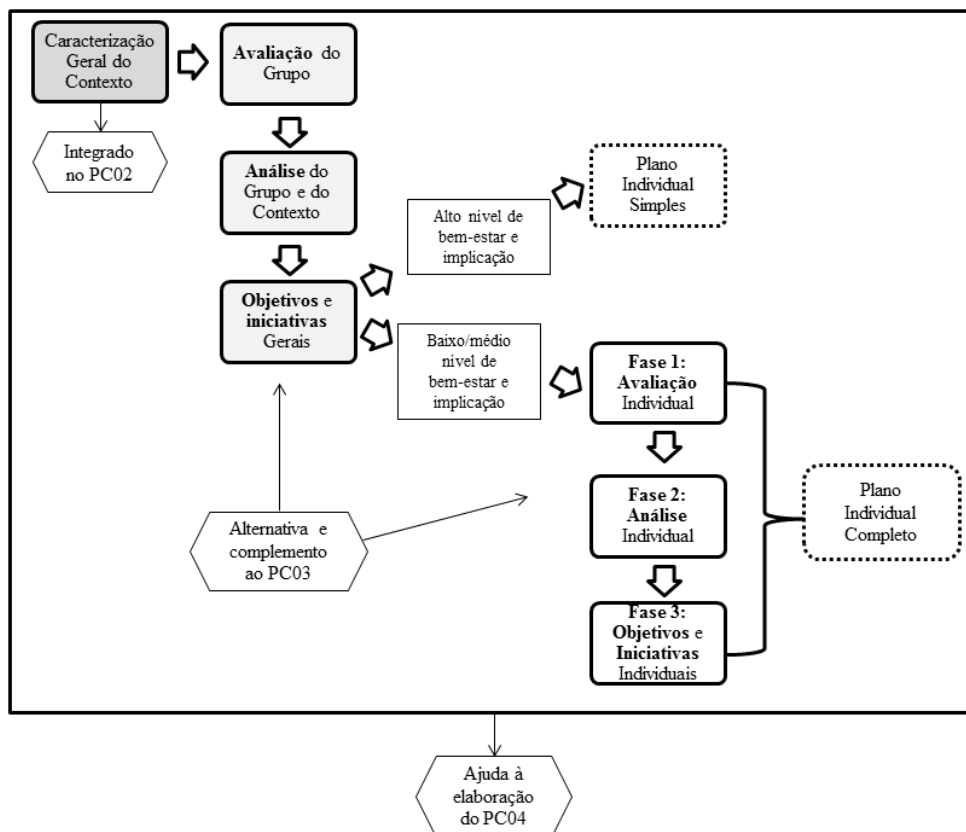 Caracterização
Geral do
Contexto
Avaliação do
Grupo
Integrado
no PC02
Análise do
Grupo e do
Contexto
Plano
Individual
Simples
Alto nivel de
bem-estar e
implicação
Objetivos e
iniciativas
Gerais
Baixo/médio
nivel de
bem-estar e
implicação
Fase 1:
Avaliação
Individual
Fase 2:
Análise
Individual
Plano
Individual
Completo
Alternativa e
complemento
ao PC03
Fase 3:
Objetivos e
Iniciativas
Individuais
Ajuda à
elaboração
do PC04